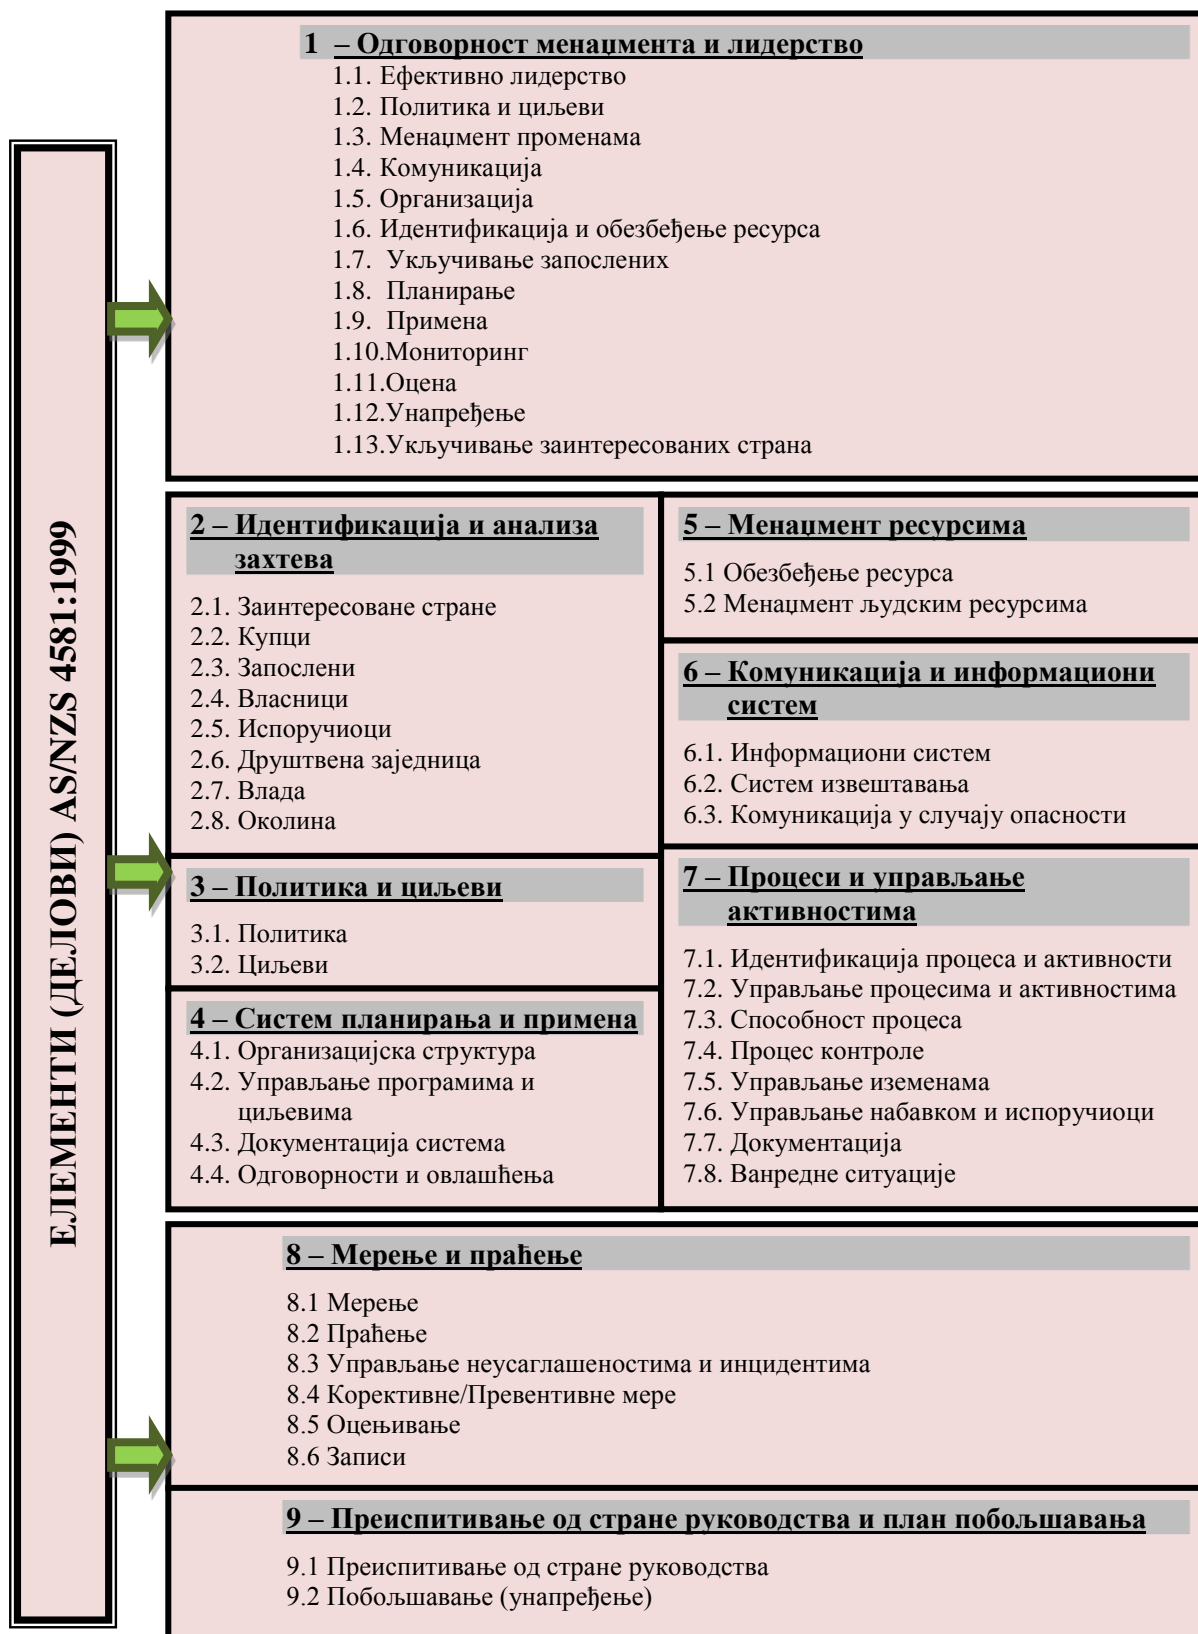 ЕЛЕМЕНТИ (ДЕЛОВИ) AS/NZS 4581:1999
1 – Одговорност менаџмента и лидерство
1.1. Ефективно лидерство
1.2. Политика и циљеви
1.3. Менаџмент променама
1.4. Комуникација
1.5. Организација
1.6. Идентификација и обезбеђење ресурса
1.7. Укључивање запослених
1.8. Планирање
1.9. Примена
1.10.Мониторинг
1.11.Оцена
1.12.Унапређење
1.13.Укључивање заинтересованих страна
2 – Идентификација и анализа
захтева
2.1. Заинтересоване стране
2.2. Купци
2.3. Запослени
2.4. Власници
2.5. Испоручиоци
2.6. Друштвена заједница
2.7. Влада
2.8. Околина
3 – Политика и циљеви
3.1. Политика
3.2. Циљеви
4 – Систем планирања и примена
4.1. Организацијска структура
4.2. Управљање програмима и
циљевима
4.3. Документација система
4.4. Одговорности и овлашћења
5 – Менаџмент ресурсима
5.1 Обезбеђење ресурса
5.2 Менаџмент људским ресурсима
6 – Комуникација и информациони
систем
6.1. Информациони систем
6.2. Систем извештавања
6.3. Комуникација у случају опасности
7 – Процеси и управљање
активностима
7.1. Идентификација процеса и активности
7.2. Управљање процесима и активностима
7.3. Способност процеса
7.4. Процес контроле
7.5. Управљање иземенама
7.6. Управљање набавком и испоручиоци
7.7. Документација
7.8. Ванредне ситуације
8 – Мерење и праћење
8.1 Мерење
8.2 Праћење
8.3 Управљање неусаглашеностима и инцидентима
8.4 Корективне/Превентивне мере
8.5 Оцењивање
8.6 Записи
9 – Преиспитивање од стране руководства и план побољшавања
9.1 Преиспитивање од стране руководства
9.2 Побољшавање (унапређење)